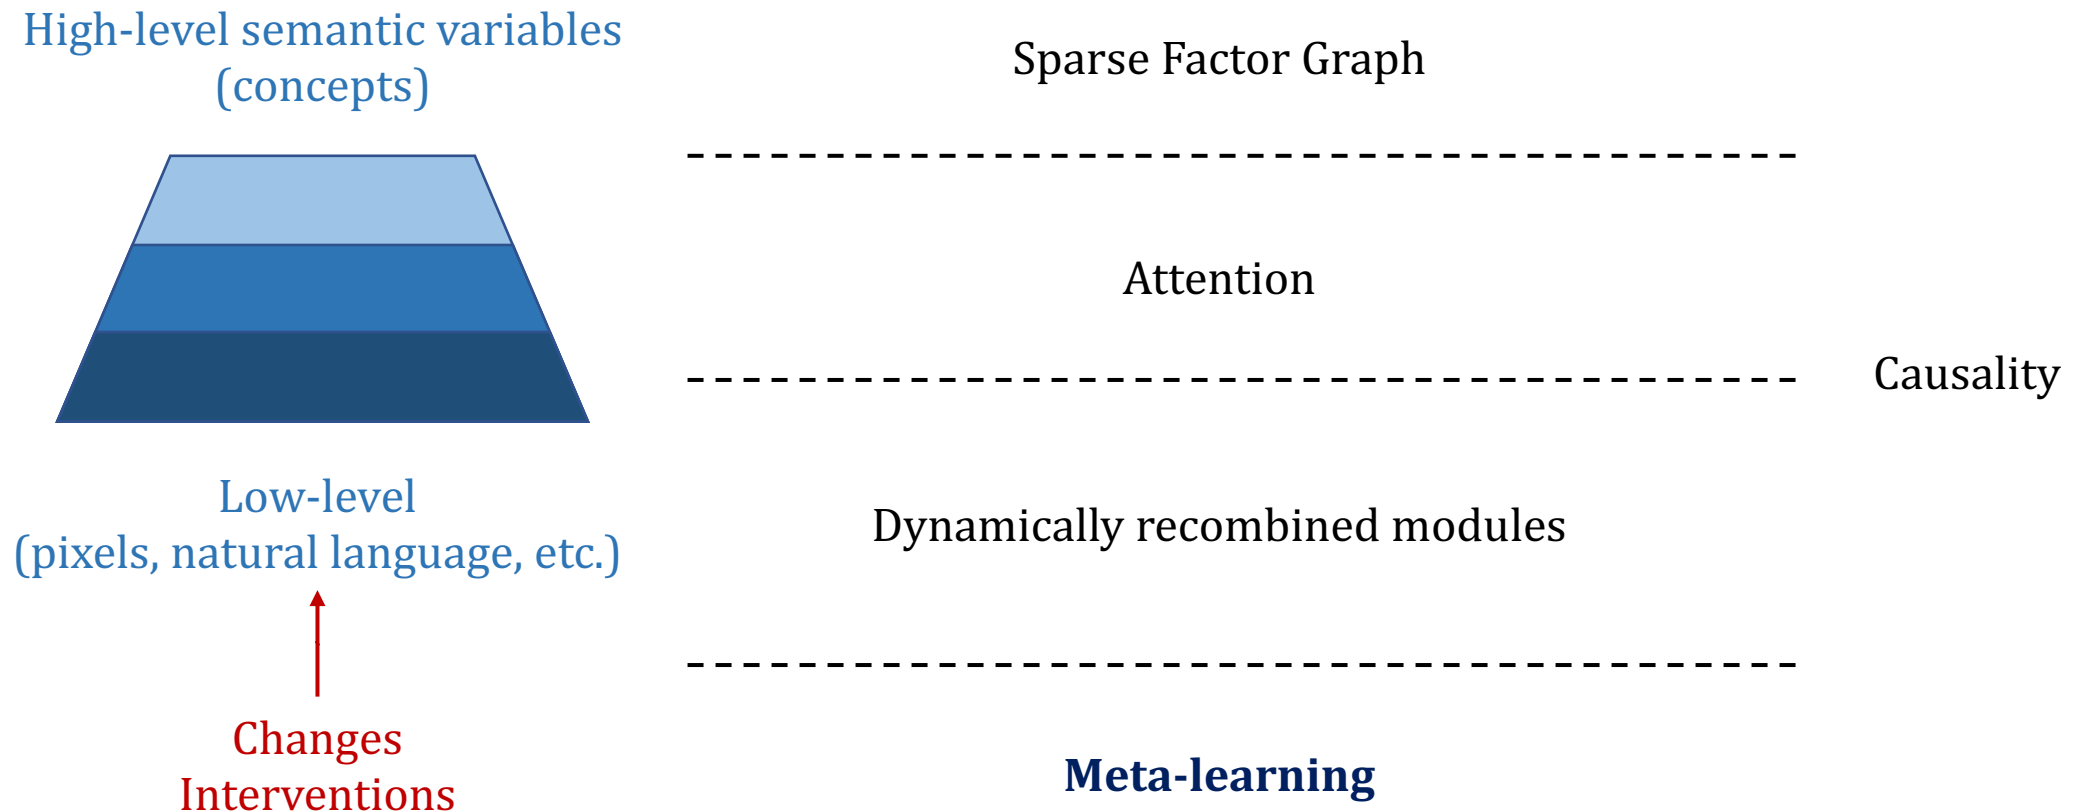 High-level semantic variables
(concepts)
Sparse Factor Graph
Attention
Causality
Low-level
(pixels, natural language, etc.)
Dynamically recombined modules
Changes
Interventions
Meta-learning